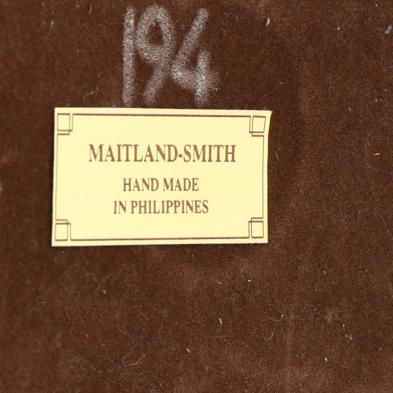 194
MAITLAND-SMITH
HAND MADE
IN PHILIPPINES